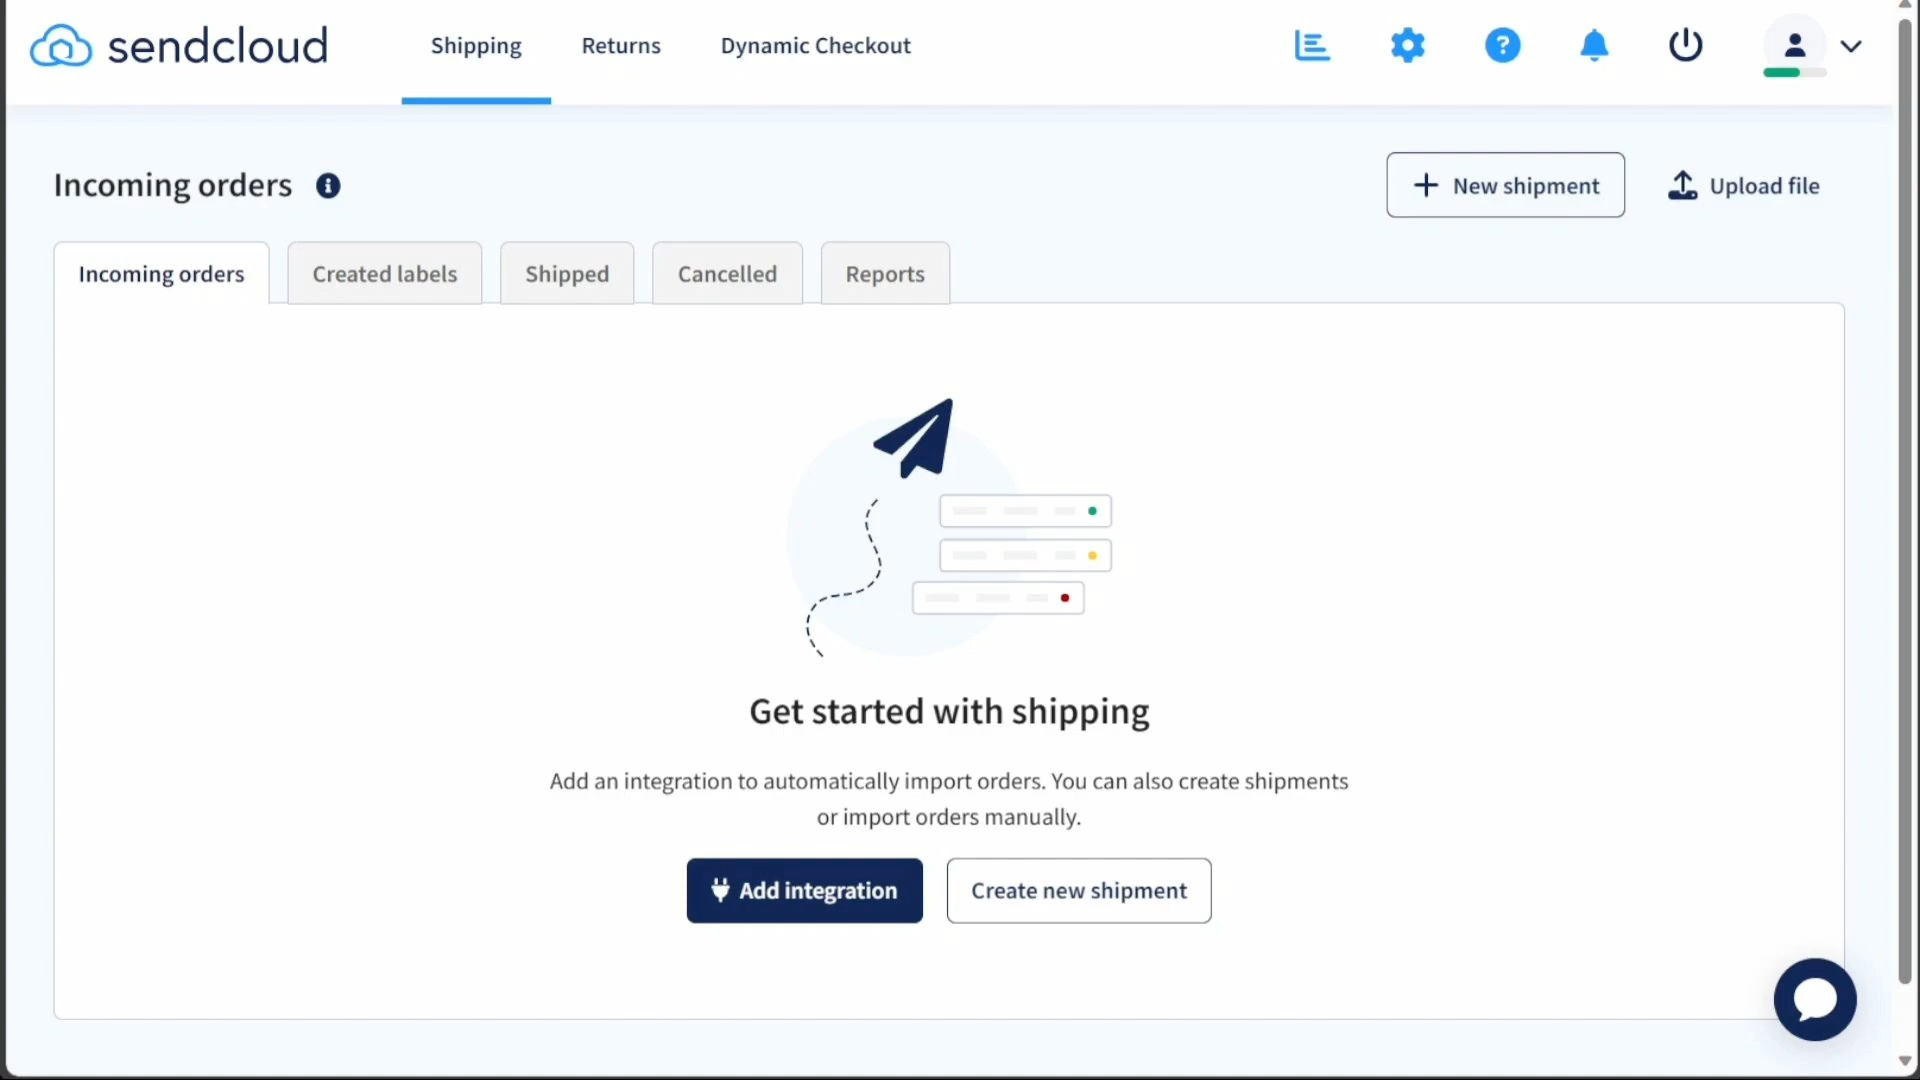 sendcloud
Shipping
Returns
Dynamic Checkout
?
Incoming orders
i
New shipment
Upload file
Incoming orders
Created labels
Shipped
Cancelled
Reports
Get started with shipping
Add an integration to automatically import orders. You can also create shipments
or import orders manually.
Add integration
Create new shipment